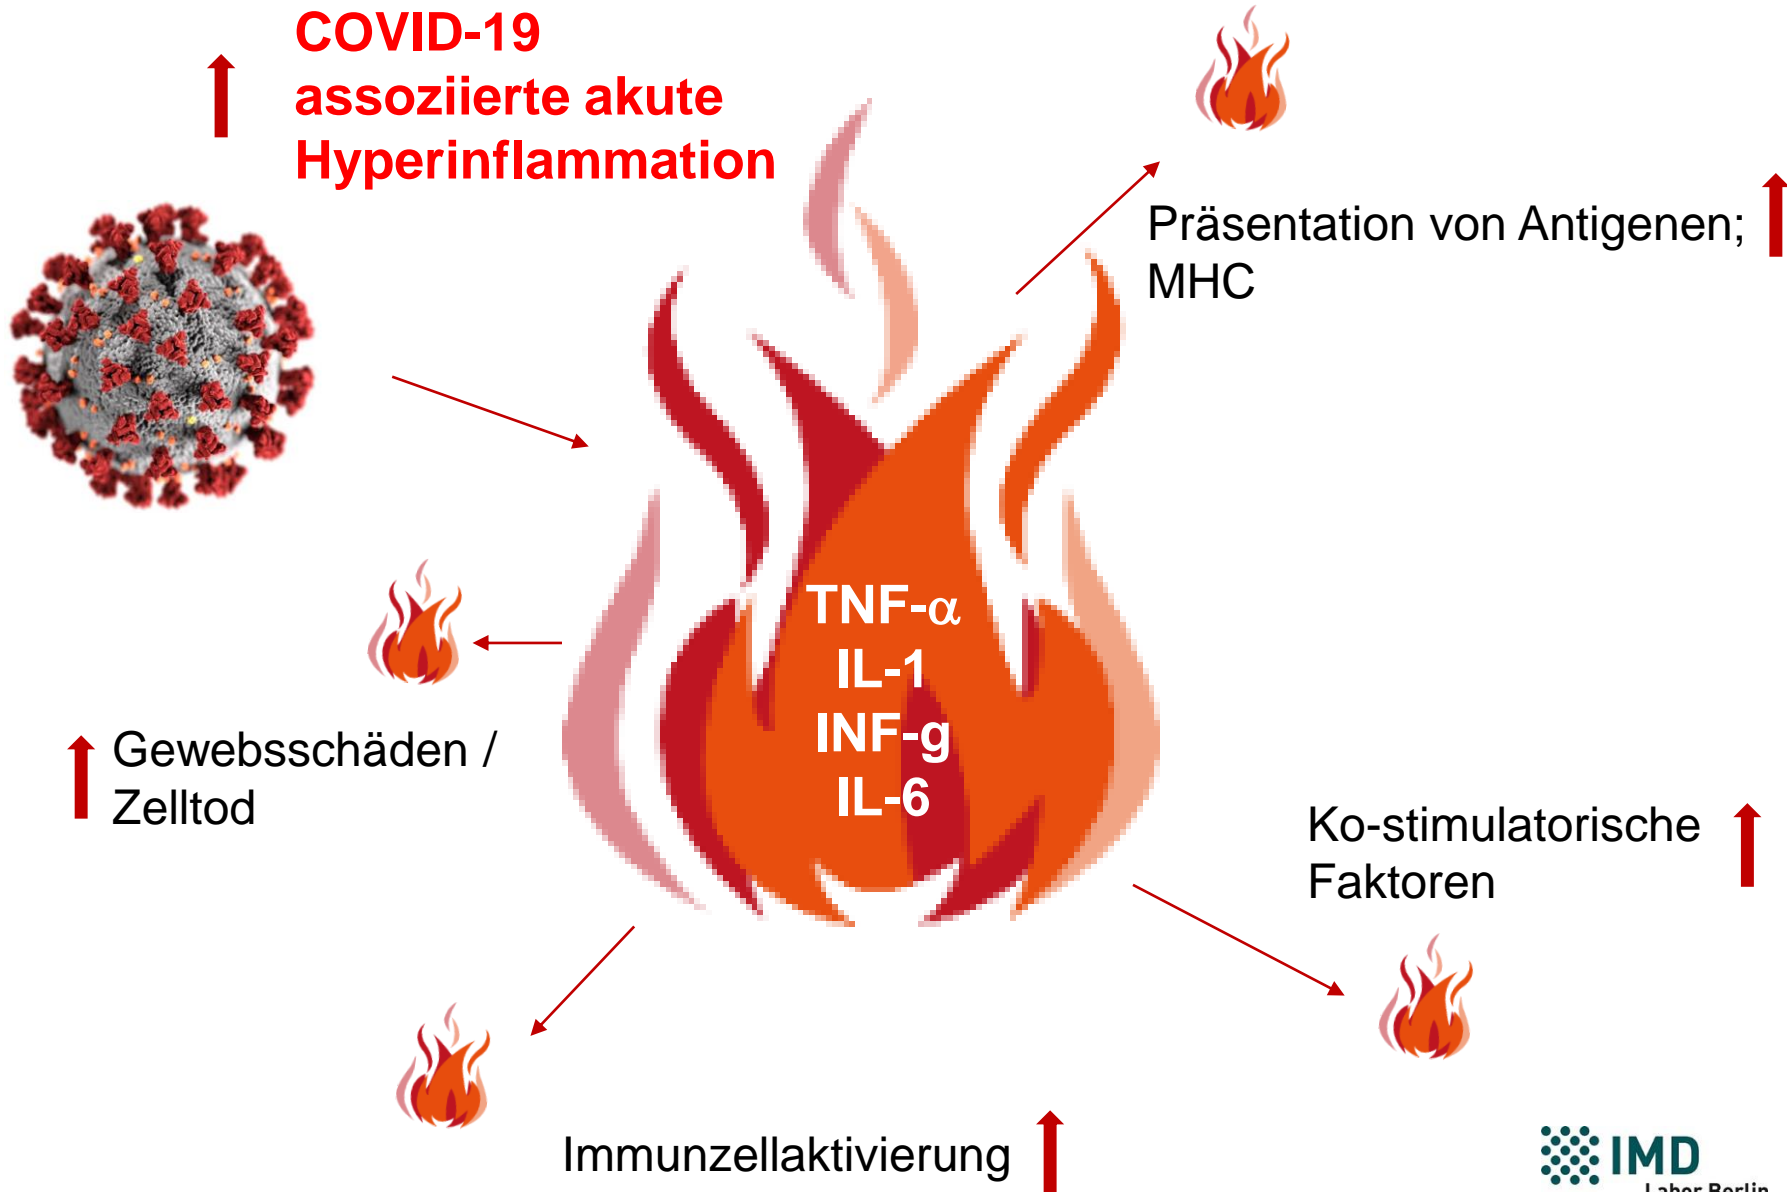 COVID-19
assoziierte akute
Hyperinflammation
Präsentation von Antigenen;
MHC
TNF-α
IL-1
INF-g
IL-6
Gewebsschäden /
Zelltod
Ko-stimulatorische
Faktoren
Immunzellaktivierung
IMD
Labor Berlin